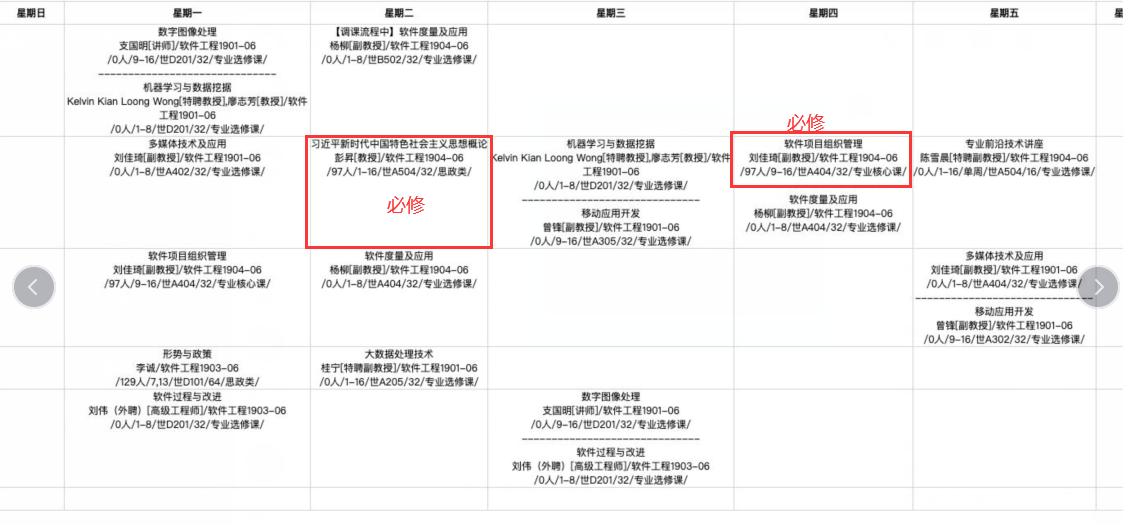 星期日 星期一 星期二 星期三 星期四 星期五 星
数字图像处理
支国明[讲师]/软件工程1901-06
/0人/9-16/世D201/32/专业选修课/
------------------------------
机器学习与数据挖掘
Kelvin Kian Loong Wong[特聘教授],廖志芳[教授]/软件
工程1901-06
/0人/1-8/世D201/32/专业选修课/
【调课流程中】软件度量及应用
杨柳[副教授]/软件工程1904-06
/0人/1-8/世B502/32/专业选修课/
多媒体技术及应用
刘佳琦[副教授]/软件工程1901-06
/0人/1-8/世A402/32/专业选修课/
习近平新时代中国特色社会主义思想概论
彭昇[教授]/软件工程1904-06
/97人/1-16/世A504/32/思政类/
必修
机器学习与数据挖掘
Kelvin Kian Loong Wong[特聘教授],廖志芳[教授]/软件
工程1901-06
/0人/1-8/世D201/32/专业选修课/
------------------------------
移动应用开发
曾锋[副教授]/软件工程1901-06
/0人/9-16/世A305/32/专业选修课/
必修
软件项目组织管理
刘佳琦[副教授]/软件工程1904-06
/97人/9-16/世A404/32/专业核心课/
软件度量及应用
杨柳[副教授]/软件工程1904-06
/0人/1-8/世A404/32/专业选修课/
专业前沿技术讲座
陈雪晨[特聘副教授]/软件工程1904-06
/0人/1-16/单周/世A504/16/专业选修课/
软件项目组织管理
刘佳琦[副教授]/软件工程1904-06
/97人/9-16/世A404/32/专业核心课/
软件度量及应用
杨柳[副教授]/软件工程1904-06
/0人/1-8/世A404/32/专业选修课/
多媒体技术及应用
刘佳琦[副教授]/软件工程1901-06
/0人/1-8/世A404/32/专业选修课/
------------------------------
移动应用开发
曾锋[副教授]/软件工程1901-06
/0人/9-16/世A302/32/专业选修课/
形势与政策
李诚/软件工程1903-06
/129人/7,13/世D101/64/思政类/
大数据处理技术
桂宁[特聘副教授]/软件工程1901-06
/0人/1-16/世A205/32/专业选修课/
软件过程与改进
刘伟（外聘）[高级工程师]/软件工程1903-06
/0人/1-8/世D201/32/专业选修课/
数字图像处理
支国明[讲师]/软件工程1901-06
/0人/9-16/世D201/32/专业选修课/
------------------------------
软件过程与改进
刘伟（外聘）[高级工程师]/软件工程1903-06
/0人/1-8/世D201/32/专业选修课/